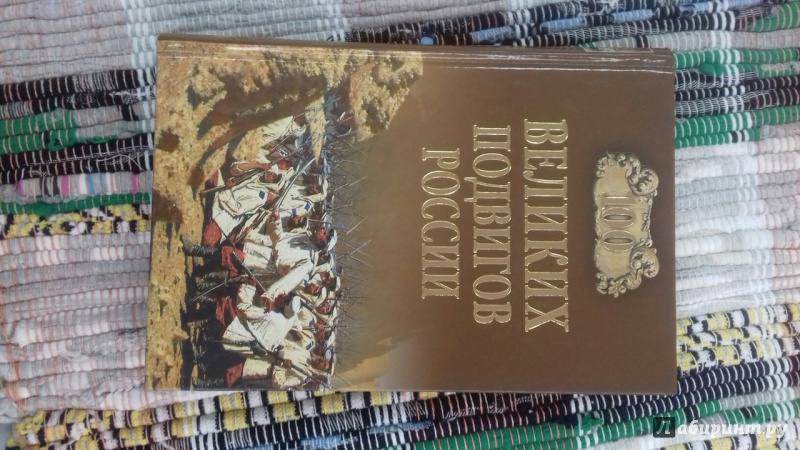 100
ВЕЛИКИХ
ПОДВИГОВ
РОССИИ
Лабиринт.ру